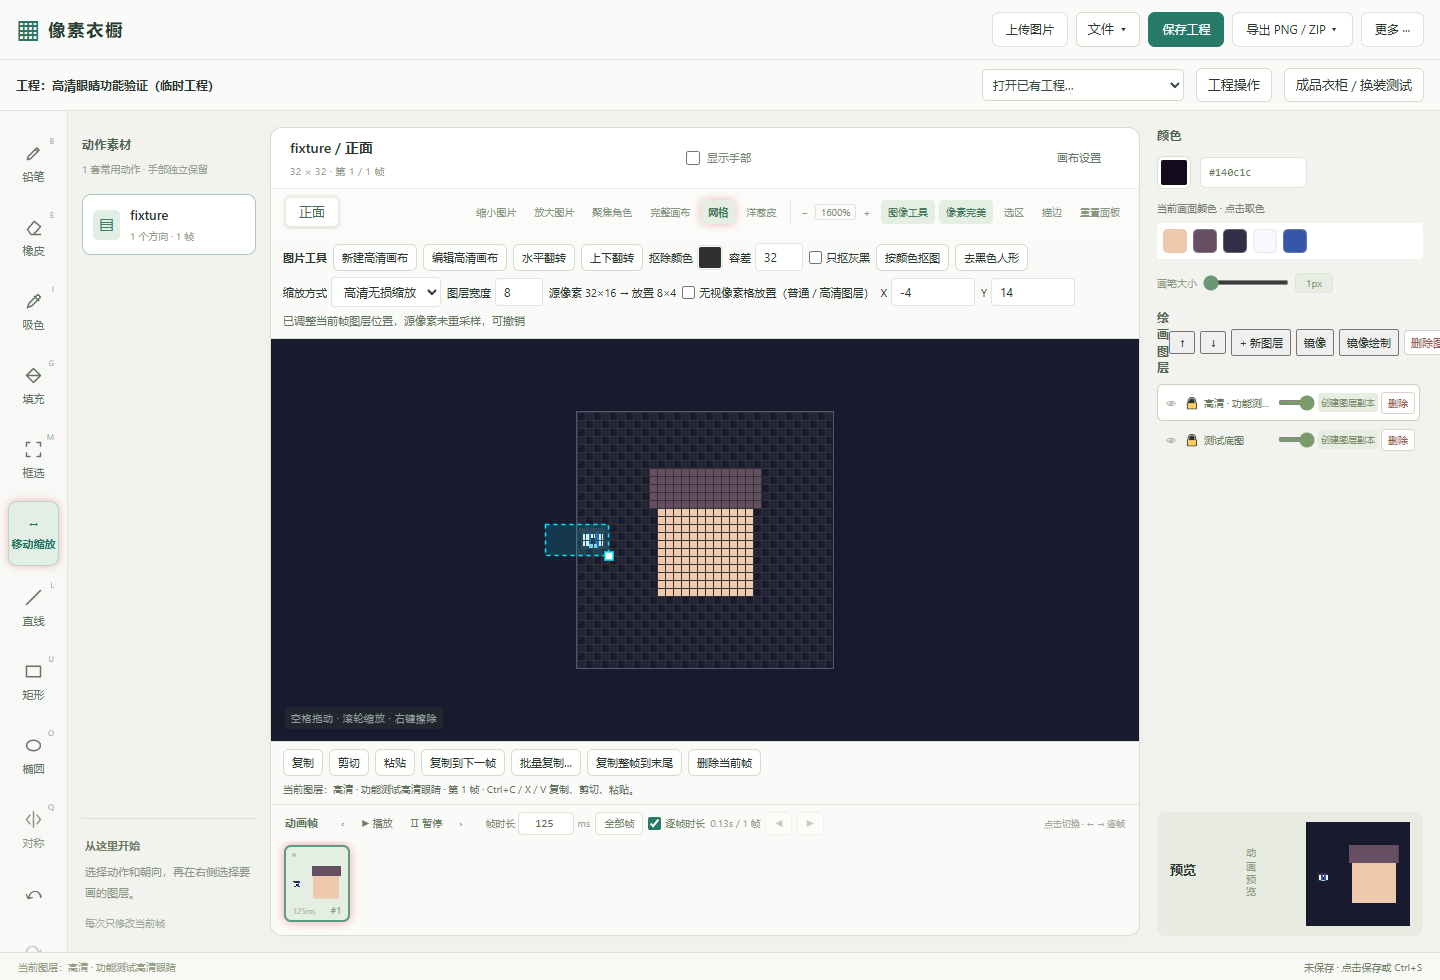 像素衣橱
上传图片
文件 ▾
保存工程
导出 PNG / ZIP ▾
更多 ···
工程：高清眼睛功能验证（临时工程）
打开已有工程...
工程操作
成品衣柜 / 换装测试
B
铅笔
E
橡皮
I
吸色
G
填充
M
框选
↔
移动缩放
L
直线
U
矩形
O
椭圆
Q
对称
动作素材
1 套常用动作 · 手部独立保留
fixture
1 个方向 · 1 帧
从这里开始
选择动作和朝向，再在右侧选择要
画的图层。
每次只修改当前帧
fixture / 正面
32 × 32 · 第 1 / 1 帧
显示手部
画布设置
正面
缩小图片 放大图片 聚焦角色 完整画布 网格 洋葱皮 − 1600% + 图像工具 像素完美 选区 描边 重置面板
图片工具 新建高清画布 编辑高清画布 水平翻转 上下翻转 抠除颜色 容差 32 只抠灰黑 按颜色抠图 去黑色人形
缩放方式 高清无损缩放 图层宽度 8 源像素 32×16 → 放置 8×4 无视像素格放置（普通 / 高清图层） X -4 Y 14
已调整当前帧图层位置，源像素未重采样，可撤销
空格拖动 · 滚轮缩放 · 右键擦除
复制 剪切 粘贴 复制到下一帧 批量复制... 复制整帧到末尾 删除当前帧
当前图层：高清 · 功能测试高清眼睛 · 第 1 帧 · Ctrl+C / X / V 复制、剪切、粘贴。
动画帧 ‹ ▶ 播放 II 暂停 › 帧时长 125 ms 全部帧 逐帧时长 0.13s / 1 帧 ◀ ▶ 点击切换 · ← → 逐帧
125ms #1
颜色
#140c1c
当前画面颜色 · 点击取色
画笔大小 1px
绘画图层
↑ ↓ + 新图层 镜像 镜像绘制 删除图
高清 · 功能测... 创建图层副本 删除
测试底图 创建图层副本 删除
预览
动画预览
当前图层：高清 · 功能测试高清眼睛
未保存 · 点击保存或 Ctrl+S